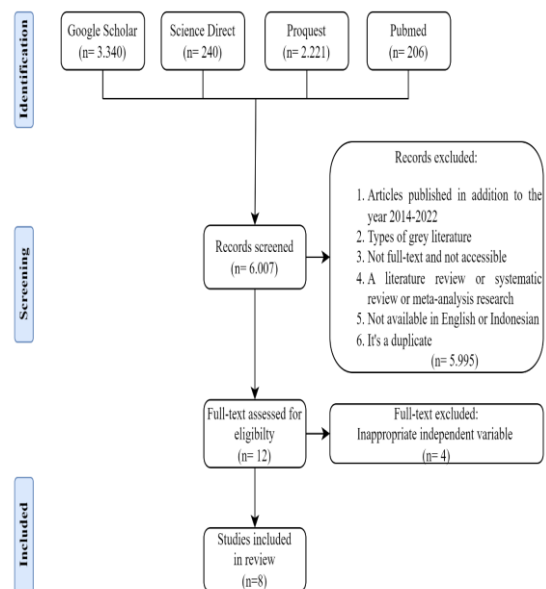 Identification
Google Scholar
(n= 3.340)
Science Direct
(n= 240)
Proquest
(n= 2.221)
Pubmed
(n= 206)
Screening
Records screened
(n= 6.007)
Records excluded:
1. Articles published in addition to the
year 2014-2022
2. Types of grey literature
3. Not full-text and not accessible
4. A literature review or systematic
review or meta-analysis research
5. Not available in English or Indonesian
6. It's a duplicate
(n= 5.995)
Full-text assessed for
eligibilty
(n= 12)
Full-text excluded:
Inappropriate independent variable
(n= 4)
Included
Studies included
in review
(n=8)